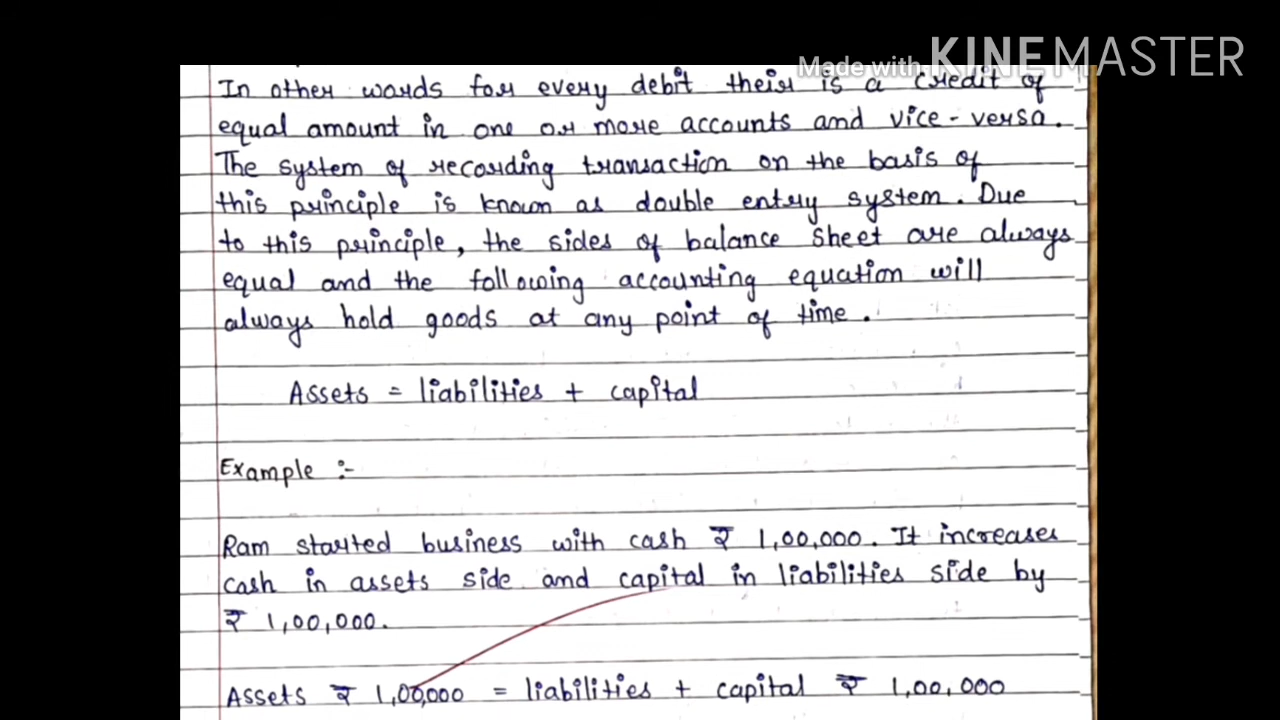 Made with KINEMASTER
In other words for every debit their is a credit of
equal amount in one or more accounts and vice-versa.
The system of recording transaction on the basis of
this principle is known as double entry system. Due
to this principle, the sides of balance sheet are always
equal and the following accounting equation will
always hold goods at any point of time.
Assets = liabilities + capital
Example :-
Ram started business with cash ₹ 1,00,000. It increases
cash in assets side and capital in liabilities side by
₹ 1,00,000.
Assets ₹ 1,00,000 = liabilities + capital ₹ 1,00,000